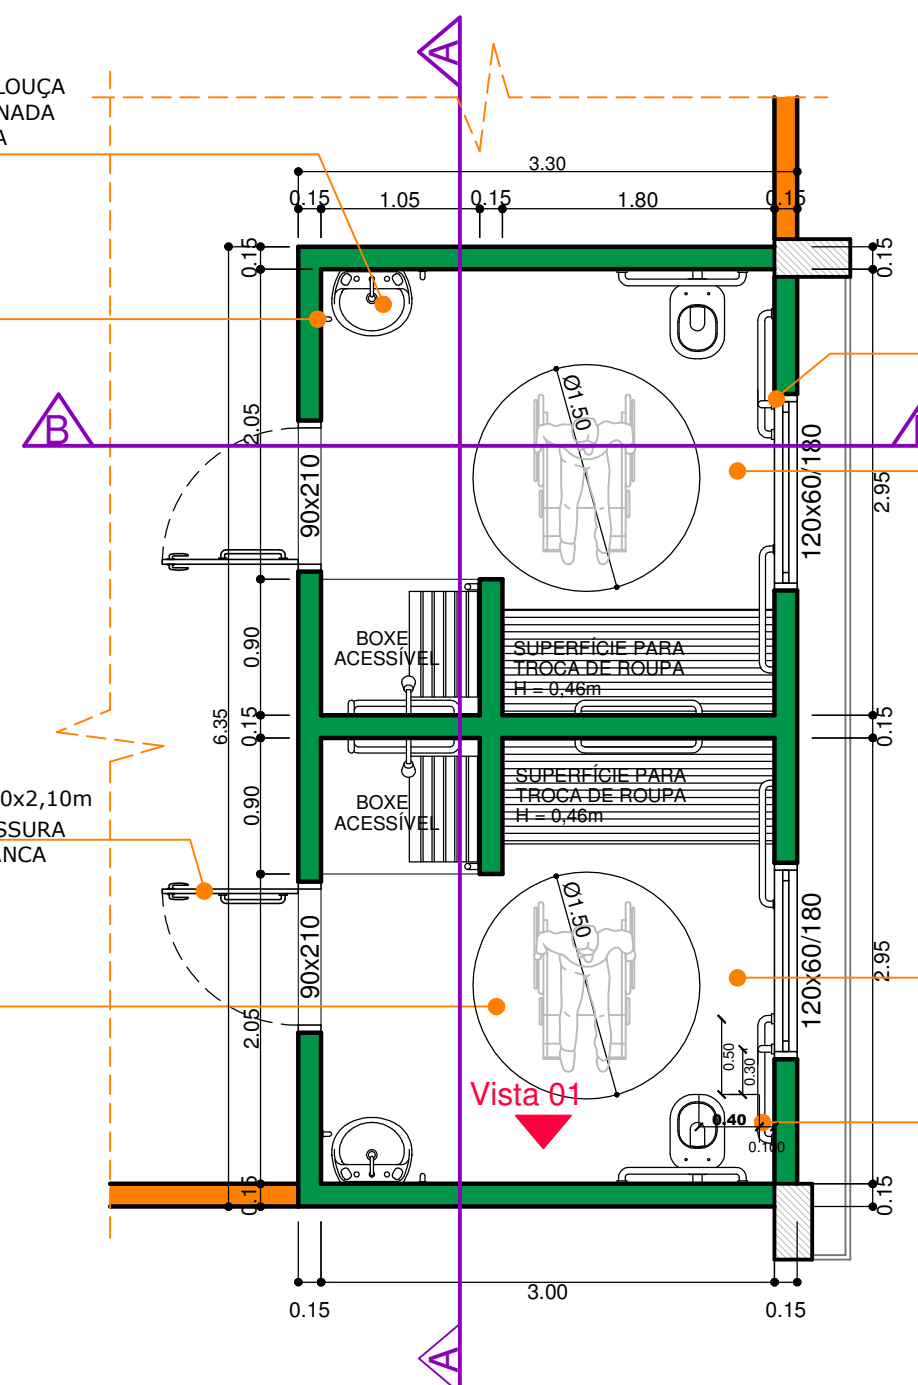 A
LOUÇA
NADA
A
3.30
0.15
1.05
0.15
1.80
0.15
0.15
0.15
Ø1.50
B
2.05
90x210
120x60/180
2.95
0.90
BOXE
ACESSÍVEL
SUPERFÍCIE PARA
TROCA DE ROUPA
H = 0,46m
6.35
0.15
0.15
0x2,10m
SSURA
ANCA
0.90
BOXE
ACESSÍVEL
SUPERFÍCIE PARA
TROCA DE ROUPA
H = 0,46m
Ø1.50
90x210
120x60/180
2.95
2.05
0.50
0.30
Vista 01
0.40
0.100
0.15
0.15
3.00
0.15
0.15
A